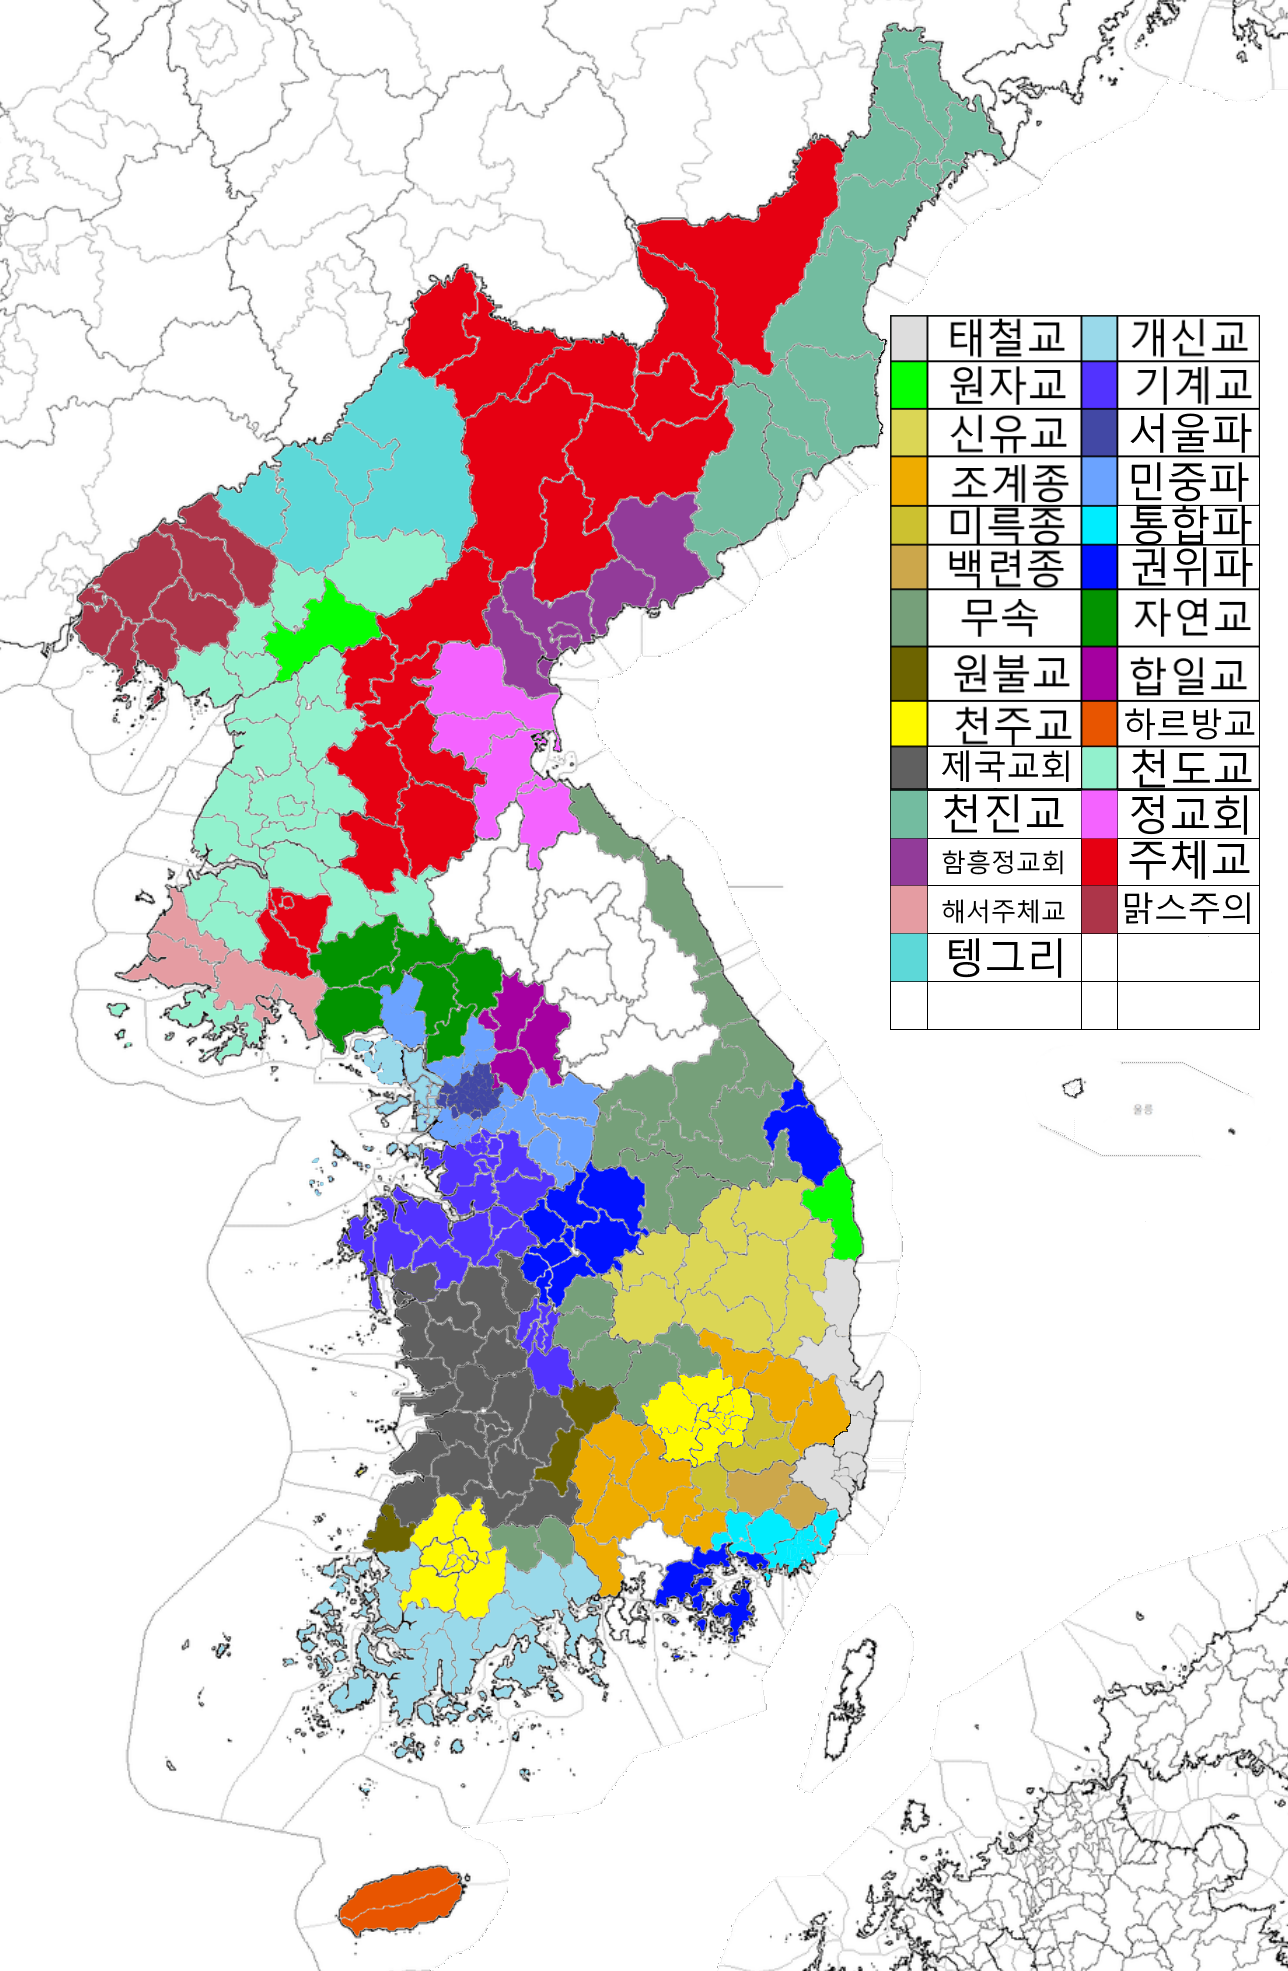 태철교 개신교
원자교 기계교
신유교 서울파
조계종 민중파
미륵종 통합파
백련종 권위파
무속 자연교
원불교 합일교
천주교 하르방교
제국교회 천도교
천진교 정교회
함흥정교회 주체교
해서주체교 맑스주의
텡그리